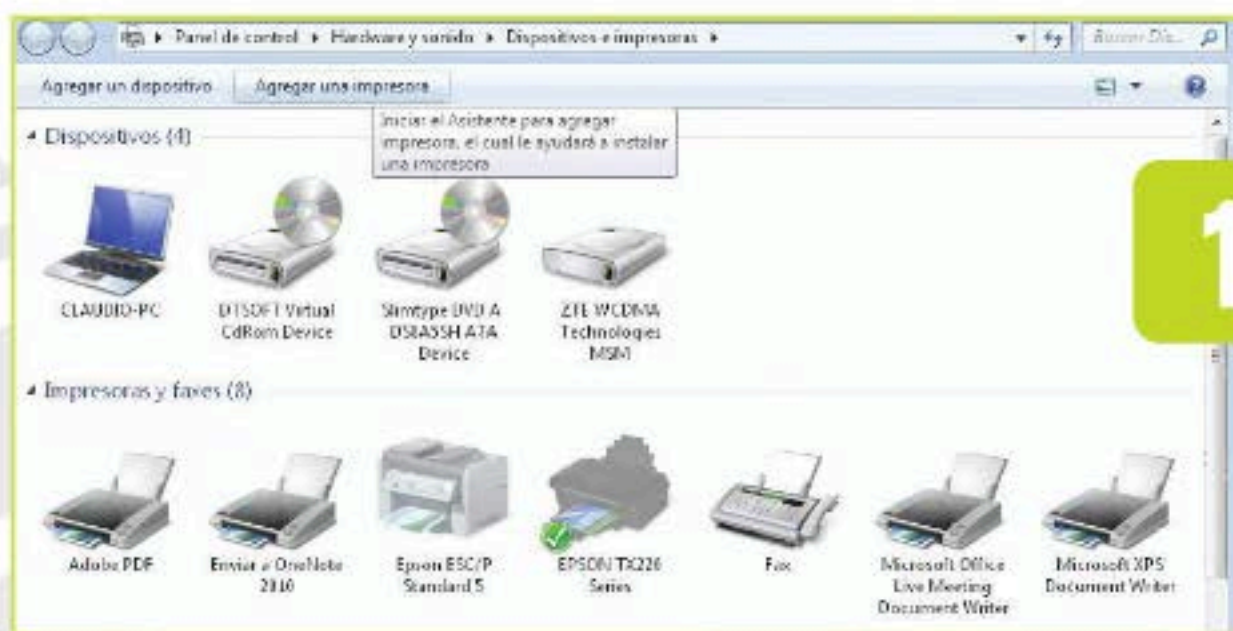 Panel de control ▸ Hardware y sonido ▸ Dispositivos e impresoras ▸
Buscar Dis...
Agregar un dispositivo
Agregar una impresora
Iniciar el Asistente para agregar
impresora, el cual le ayudará a instalar
una impresora
Dispositivos (4)
1
CLAUDIO-PC
DTSOFT Virtual
CdRom Device
Slimtype DVD A
DS8A5SH ATA
Device
ZTE WCDMA
Technologies
MSM
Impresoras y faxes (8)
Adobe PDF
Enviar a OneNote
2010
Epson ESC/P
Standard 5
EPSON TX220
Series
Fax
Microsoft Office
Live Meeting
Document Writer
Microsoft XPS
Document Writer